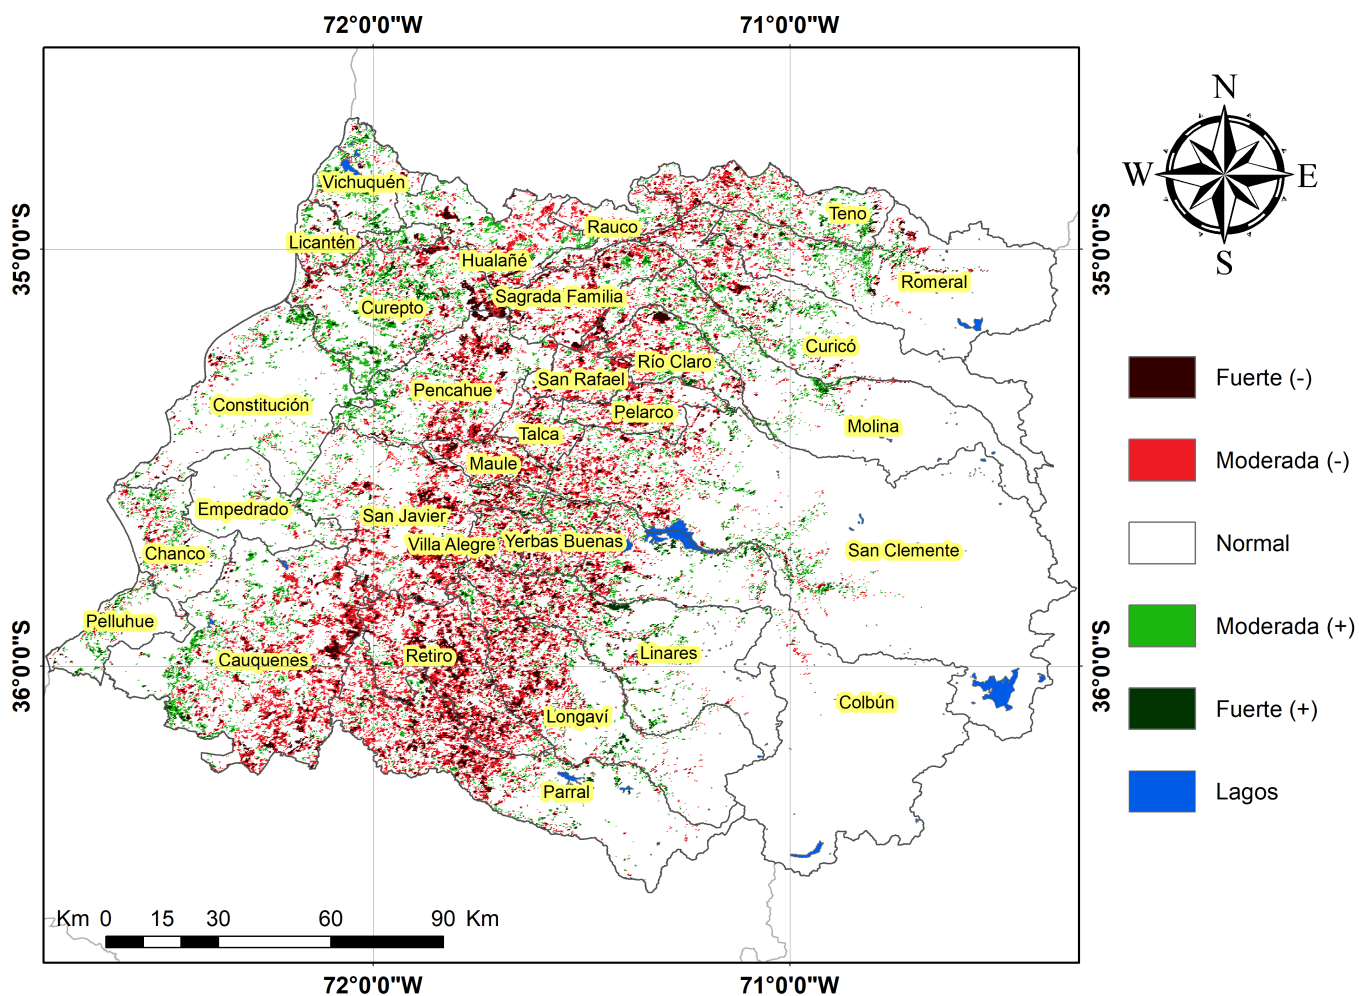 72°0'0"W
71°0'0"W
N
W
E
S
35°0'0"S
35°0'0"S
36°0'0"S
36°0'0"S
Vichuquén
Teno
Rauco
Licantén
Hualañé
Romeral
Sagrada Familia
Curepto
Curicó
Río Claro
San Rafael
Pencahue
Constitución
Pelarco
Molina
Talca
Maule
Empedrado
San Javier
Villa Alegre
Yerbas Buenas
San Clemente
Chanco
Pelluhue
Cauquenes
Retiro
Linares
Colbún
Longaví
Parral
Fuerte (-)
Moderada (-)
Normal
Moderada (+)
Fuerte (+)
Lagos
Km 0 15 30 60 90 Km
72°0'0"W
71°0'0"W